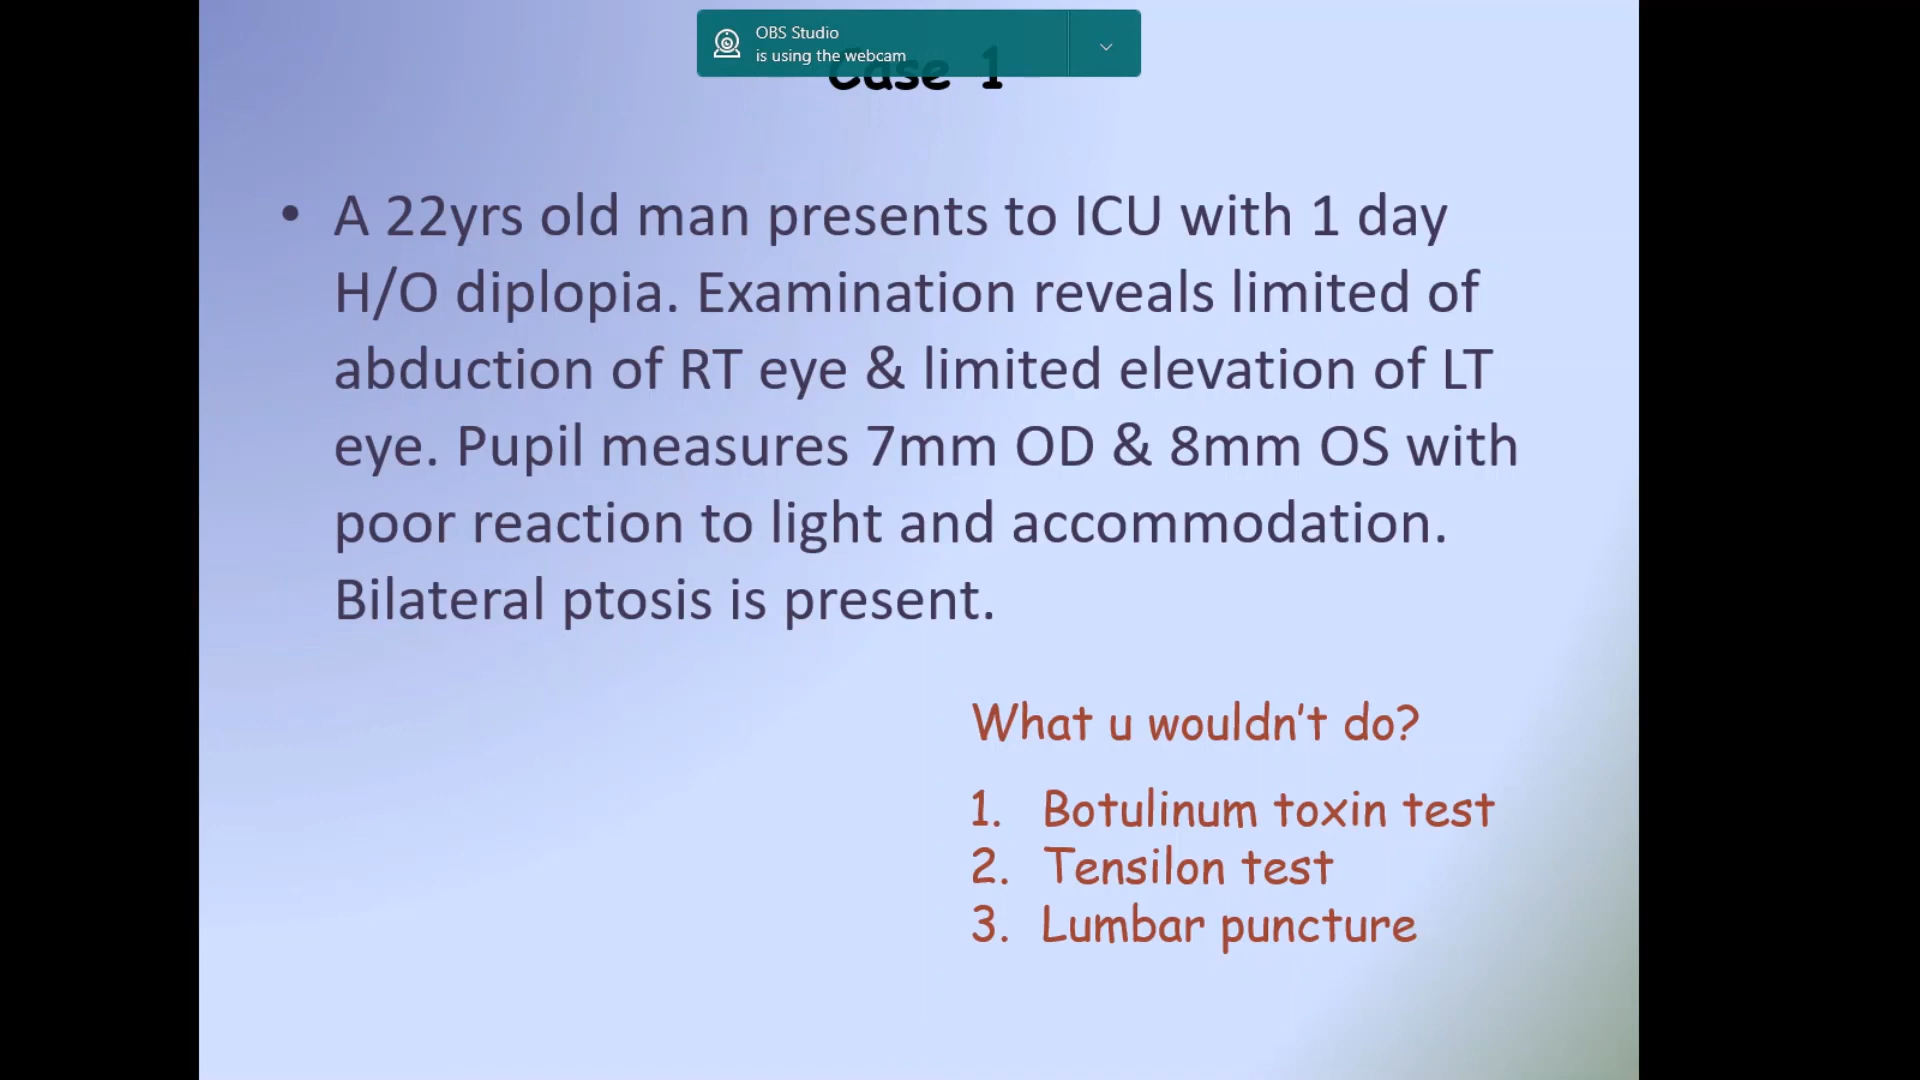 OBS Studio
is using the webcam
Case 1
• A 22yrs old man presents to ICU with 1 day
H/O diplopia. Examination reveals limited of
abduction of RT eye & limited elevation of LT
eye. Pupil measures 7mm OD & 8mm OS with
poor reaction to light and accommodation.
Bilateral ptosis is present.
What u wouldn't do?
1. Botulinum toxin test
2. Tensilon test
3. Lumbar puncture